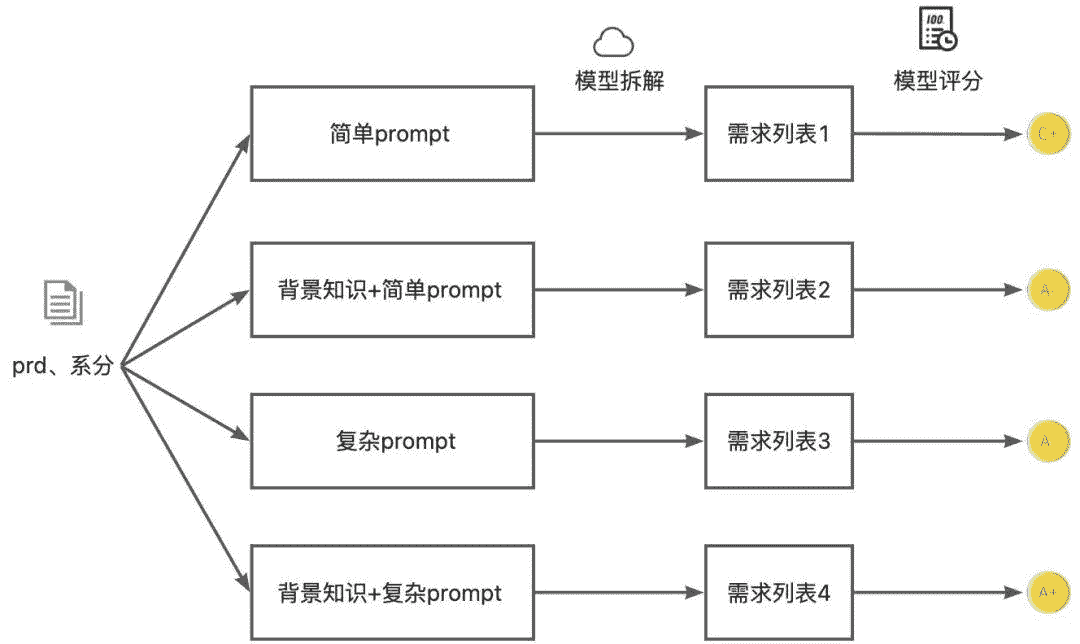 100
模型拆解
模型评分
简单prompt
需求列表1
C+
背景知识+简单prompt
需求列表2
A-
prd、系分
复杂prompt
需求列表3
A
背景知识+复杂prompt
需求列表4
A+